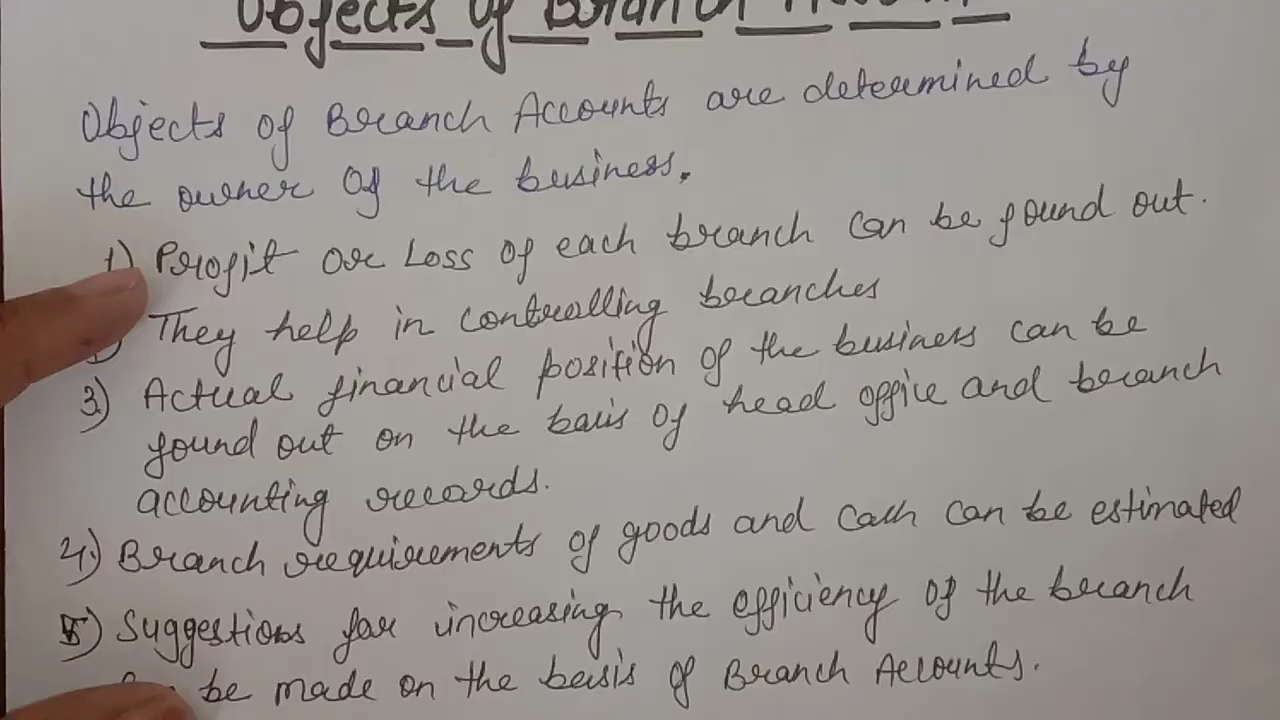 Objects of Branch Accoun
Objects of Branch Accounts are determined by
the owner of the business.
1) Profit or Loss of each branch can be found out.
They help in controlling branches
3) Actual financial position of the business can be
found out on the basis of head office and branch
accounting records.
4) Branch requirements of goods and cash can be estimated
5) Suggestions for increasing the efficiency of the branch
be made on the basis of Branch Accounts.